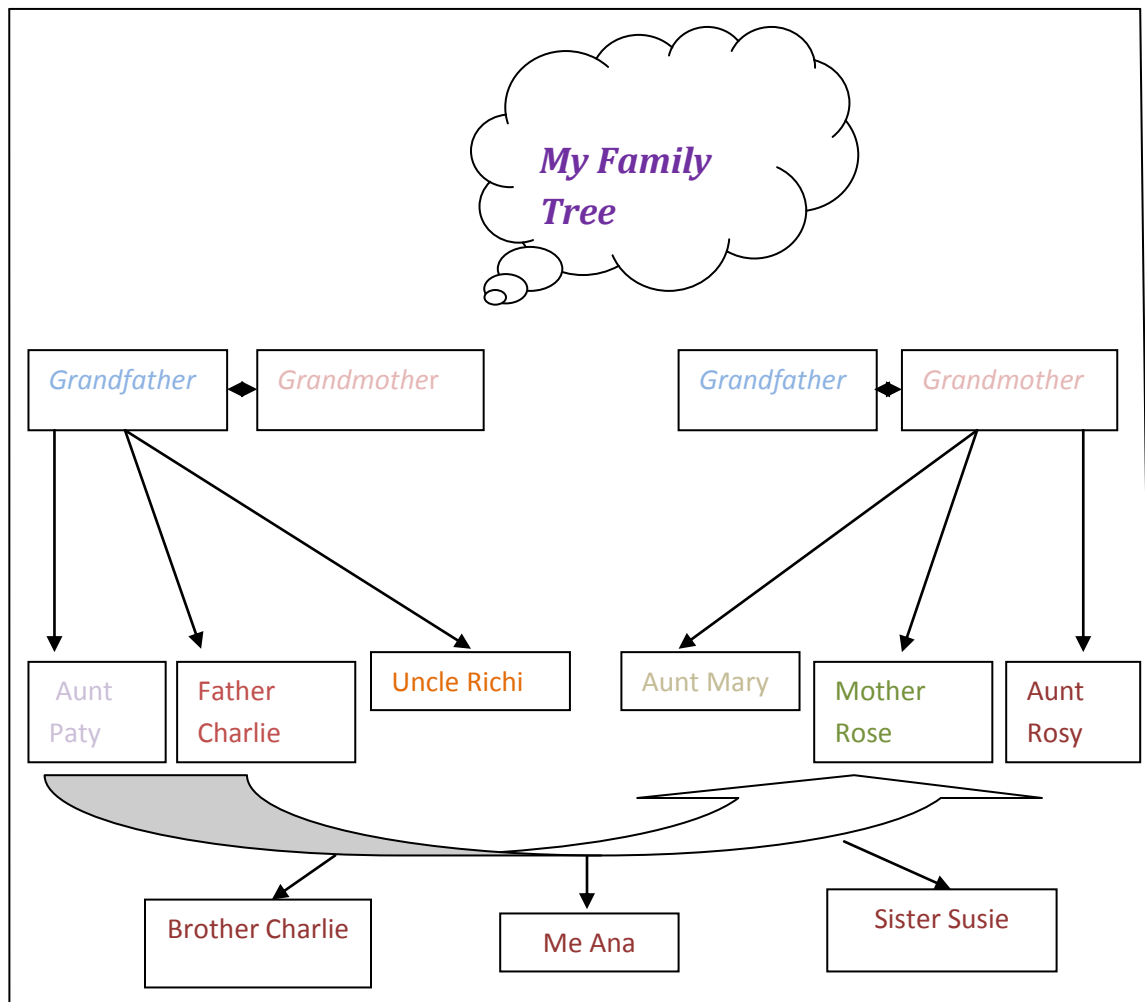 My Family
Tree
Grandfather
Grandmother
Grandfather
Grandmother
Aunt
Paty
Father
Charlie
Uncle Richi
Aunt Mary
Mother
Rose
Aunt
Rosy
Brother Charlie
Me Ana
Sister Susie